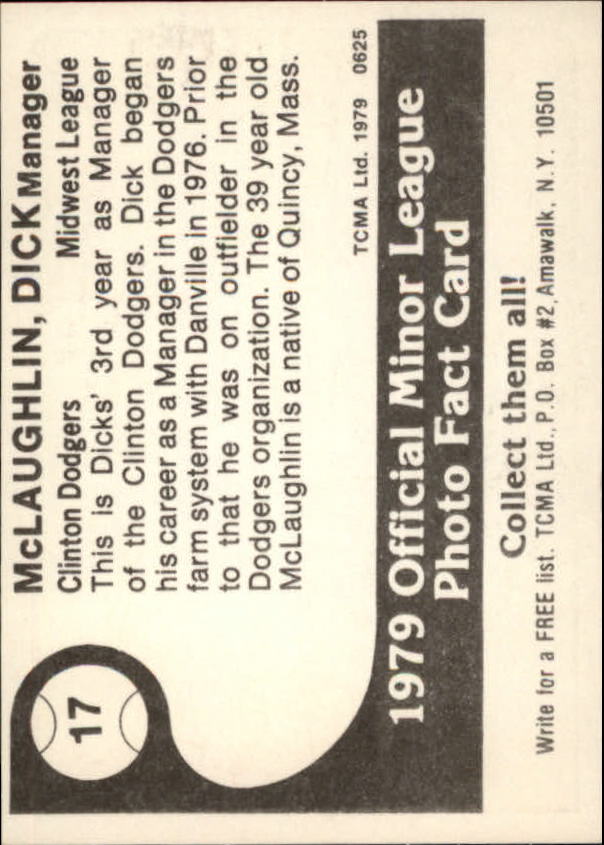 17
McLAUGHLIN, DICK Manager
Clinton Dodgers Midwest League
This is Dicks' 3rd year as Manager
of the Clinton Dodgers. Dick began
his career as a Manager in the Dodgers
farm system with Danville in 1976. Prior
to that he was on outfielder in the
Dodgers organization. The 39 year old
McLaughlin is a native of Quincy, Mass.
TCMA Ltd. 1979 0625
1979 Official Minor League
Photo Fact Card
Collect them all!
Write for a FREE list. TCMA Ltd., P.O. Box #2, Amawalk, N.Y. 10501